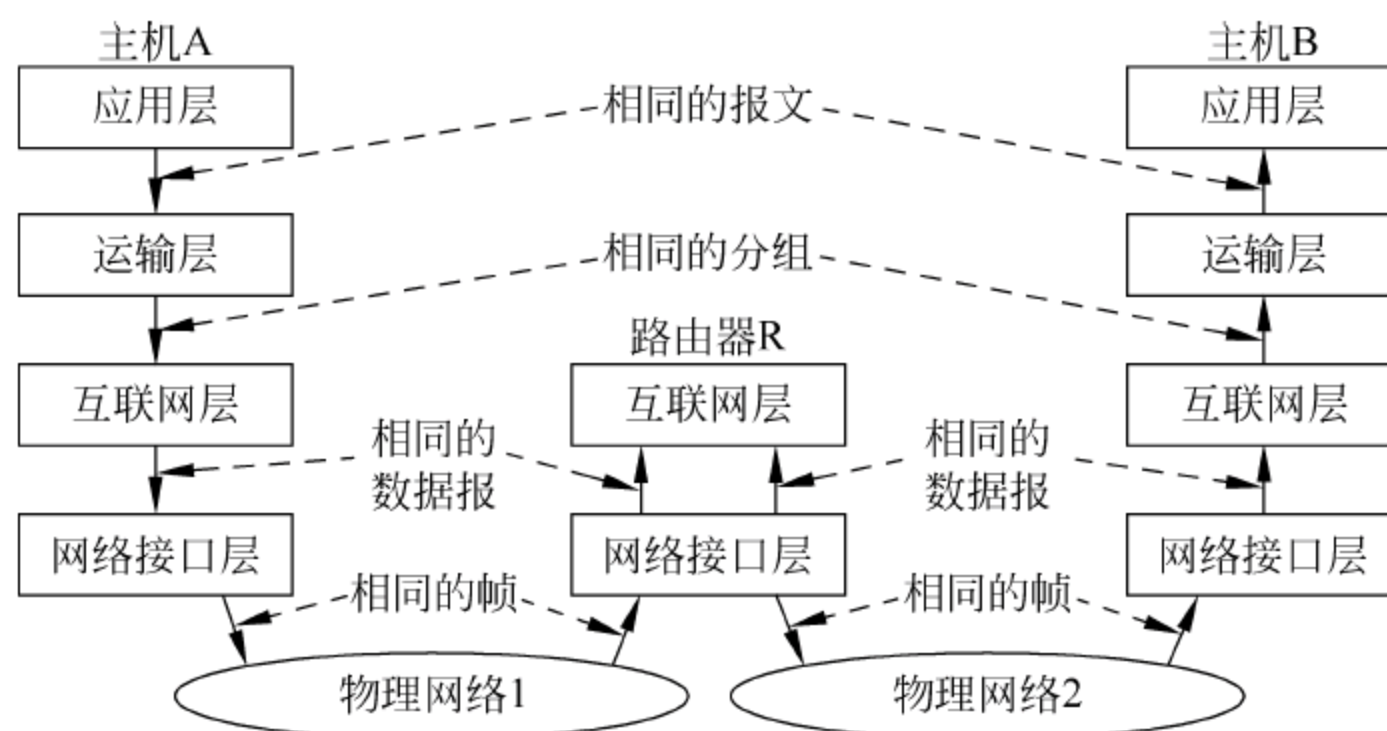 主机A
主机B
应用层
相同的报文
应用层
运输层
相同的分组
运输层
路由器R
互联网层
互联网层
互联网层
相同的
数据报
相同的
数据报
网络接口层
网络接口层
网络接口层
相同的帧
相同的帧
物理网络1
物理网络2